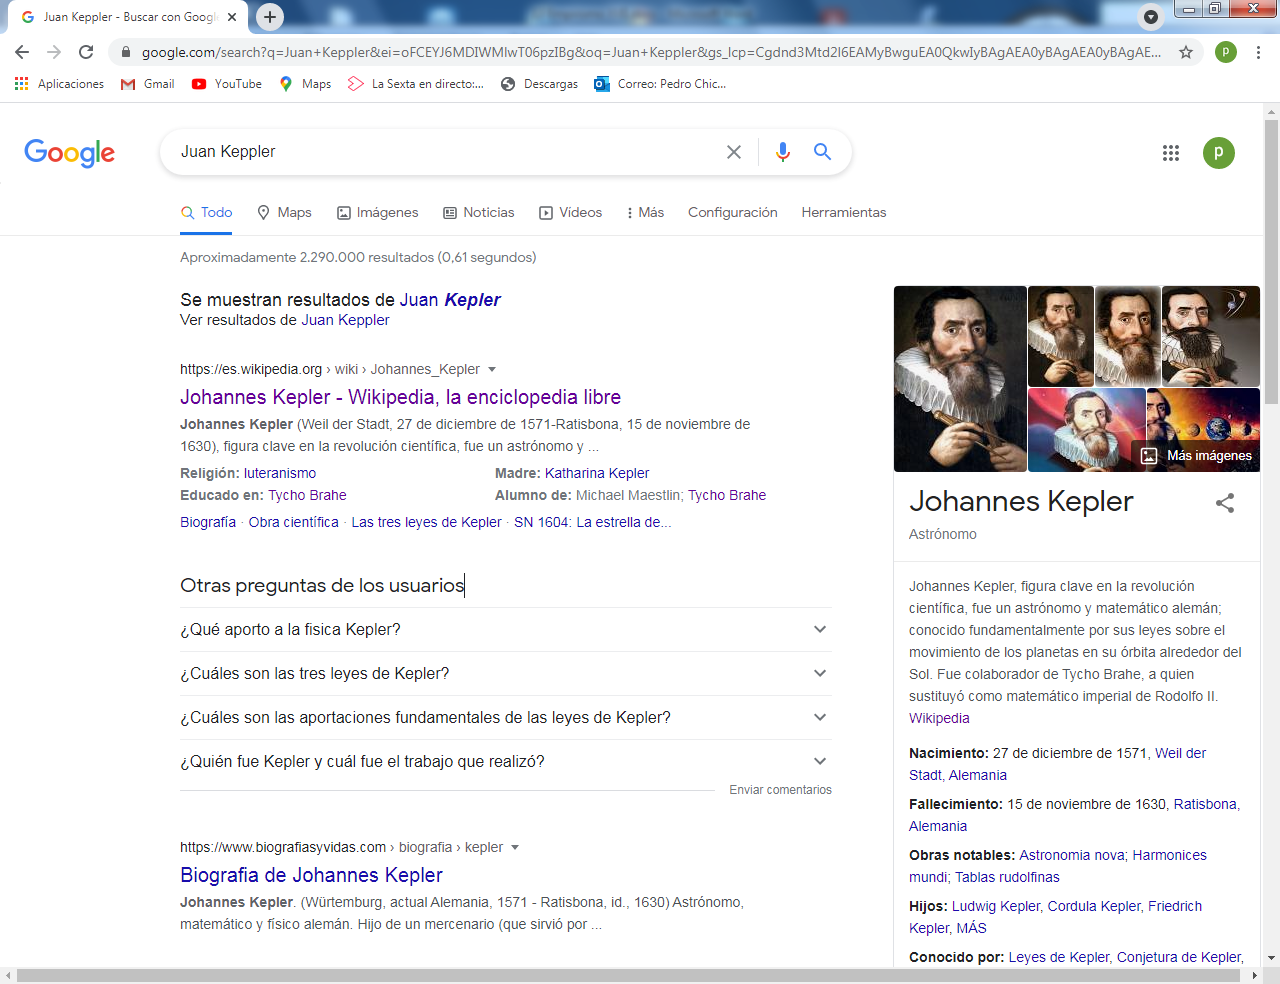 Juan Keppler - Buscar con Google
google.com/search?q=Juan+Keppler&ei=oFCEYJ6MDIWMlwT06pzIBg&oq=Juan+Keppler&gs_lcp=Cgdnd3Mtd2l6EAMyBwguEA0QkwIyBAgAEA0yBAgAEA0yBAgAE...
p
Aplicaciones
Gmail
YouTube
Maps
La Sexta en directo:...
Descargas
Correo: Pedro Chic...
Google
Juan Keppler
p
Todo
Maps
Imágenes
Noticias
Vídeos
Más
Configuración
Herramientas
Aproximadamente 2.290.000 resultados (0,61 segundos)
Se muestran resultados de Juan Kepler
Ver resultados de Juan Keppler
https://es.wikipedia.org › wiki › Johannes_Kepler
Johannes Kepler - Wikipedia, la enciclopedia libre
Johannes Kepler (Weil der Stadt, 27 de diciembre de 1571-Ratisbona, 15 de noviembre de
1630), figura clave en la revolución científica, fue un astrónomo y ...
Religión: luteranismo
Madre: Katharina Kepler
Educado en: Tycho Brahe
Alumno de: Michael Maestlin; Tycho Brahe
Biografía · Obra científica · Las tres leyes de Kepler · SN 1604: La estrella de...
Otras preguntas de los usuarios
¿Qué aporto a la fisica Kepler?
¿Cuáles son las tres leyes de Kepler?
¿Cuáles son las aportaciones fundamentales de las leyes de Kepler?
¿Quién fue Kepler y cuál fue el trabajo que realizó?
Enviar comentarios
https://www.biografiasyvidas.com › biografia › kepler
Biografia de Johannes Kepler
Johannes Kepler. (Würtemburg, actual Alemania, 1571 - Ratisbona, id., 1630) Astrónomo,
matemático y físico alemán. Hijo de un mercenario (que sirvió por ...
Más imágenes
Johannes Kepler
Astrónomo
Johannes Kepler, figura clave en la revolución
científica, fue un astrónomo y matemático alemán;
conocido fundamentalmente por sus leyes sobre el
movimiento de los planetas en su órbita alrededor del
Sol. Fue colaborador de Tycho Brahe, a quien
sustituyó como matemático imperial de Rodolfo II.
Wikipedia
Nacimiento: 27 de diciembre de 1571, Weil der
Stadt, Alemania
Fallecimiento: 15 de noviembre de 1630, Ratisbona,
Alemania
Obras notables: Astronomia nova; Harmonices
mundi; Tablas rudolfinas
Hijos: Ludwig Kepler, Cordula Kepler, Friedrich
Kepler, MÁS
Conocido por: Leyes de Kepler, Conjetura de Kepler,